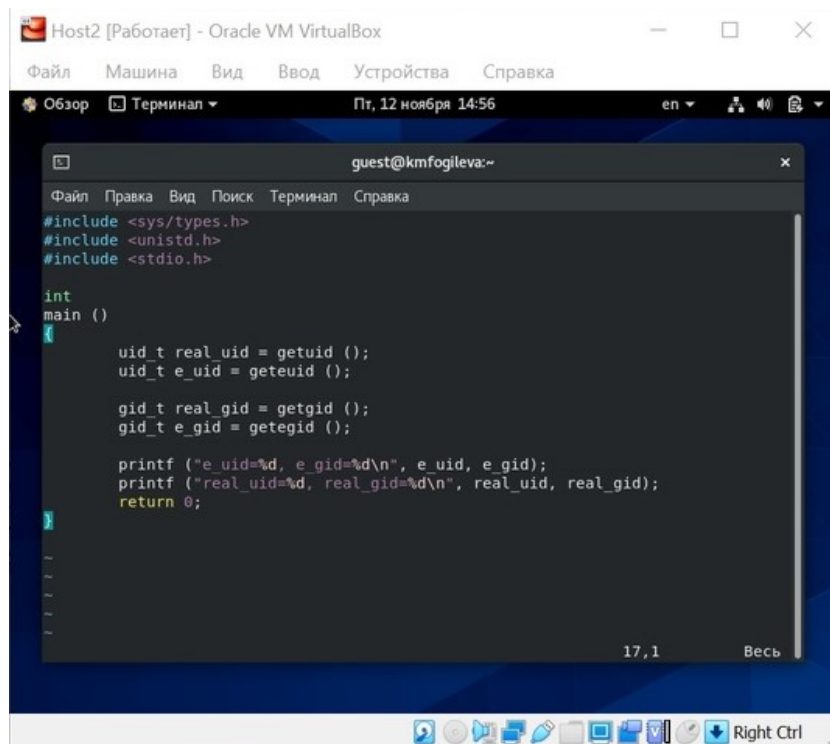 Host2 [Работает] - Oracle VM VirtualBox
Файл Машина Вид Ввод Устройства Справка
Обзор Терминал Пт, 12 ноября 14:56 en
guest@kmfogileva:~
Файл Правка Вид Поиск Терминал Справка
#include <sys/types.h>
#include <unistd.h>
#include <stdio.h>
int
main ()
{
uid_t real_uid = getuid ();
uid_t e_uid = geteuid ();
gid_t real_gid = getgid ();
gid_t e_gid = getegid ();
printf ("e_uid=%d, e_gid=%d\n", e_uid, e_gid);
printf ("real_uid=%d, real_gid=%d\n", real_uid, real_gid);
return 0;
}
~
~
~
~
~
17,1 Весь
Right Ctrl